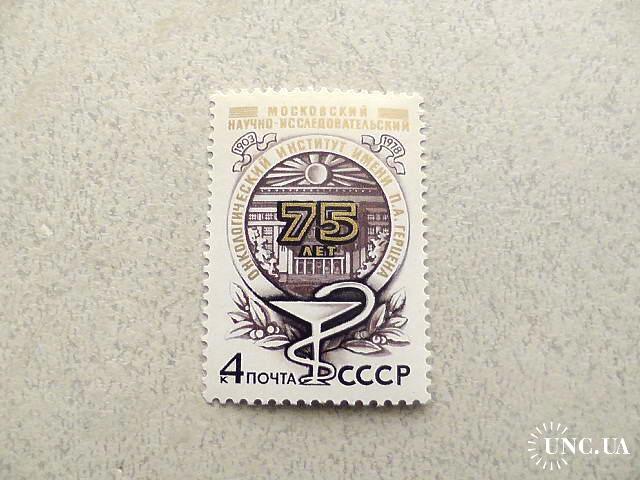 МОСКОВСКИЙ
НАУЧНО-ИССЛЕДОВАТЕЛЬСКИЙ
1903 1978
ОНКОЛОГИЧЕСКИЙ ИНСТИТУТ ИМЕНИ П.А. ГЕРЦЕНА
75
ЛЕТ
4 К ПОЧТА СССР
UNC.UA